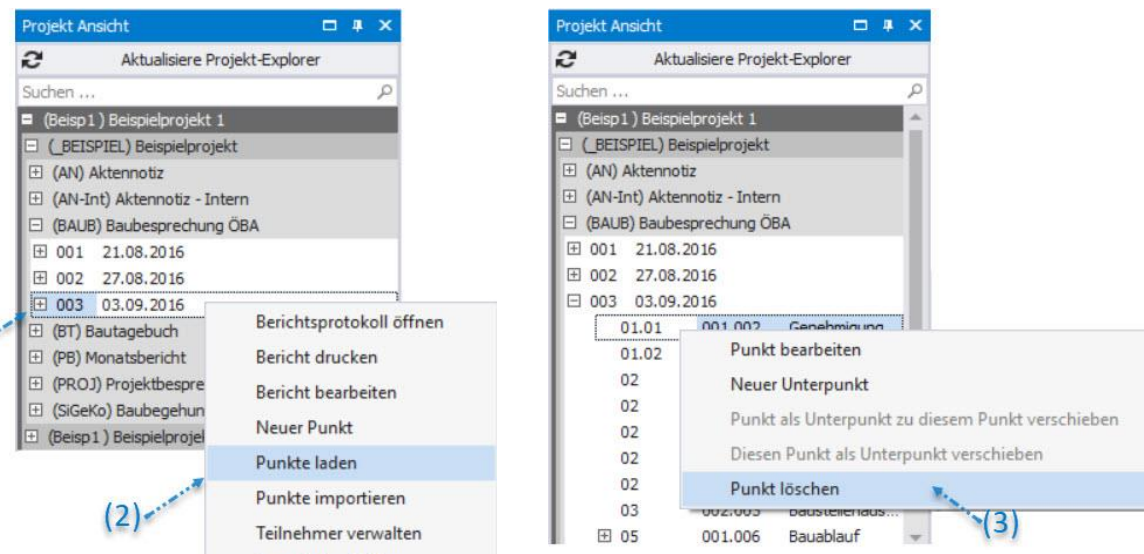 Projekt Ansicht
Aktualisiere Projekt-Explorer
Suchen ...
(Beisp1) Beispielprojekt 1
(_BEISPIEL) Beispielprojekt
(AN) Aktennotiz
(AN-Int) Aktennotiz - Intern
(BAUB) Baubesprechung ÖBA
001 21.08.2016
002 27.08.2016
003 03.09.2016
(BT) Bautagebuch
(PB) Monatsbericht
(PROJ) Projektbespre
(SiGeKo) Baubegehun
(Beisp1) Beispielprojel
Berichtsprotokoll öffnen
Bericht drucken
Bericht bearbeiten
Neuer Punkt
Punkte laden
Punkte importieren
Teilnehmer verwalten
(2)
Projekt Ansicht
Aktualisiere Projekt-Explorer
Suchen ...
(Beisp1) Beispielprojekt 1
(_BEISPIEL) Beispielprojekt
(AN) Aktennotiz
(AN-Int) Aktennotiz - Intern
(BAUB) Baubesprechung ÖBA
001 21.08.2016
002 27.08.2016
003 03.09.2016
01.01 001.002 Genehmigung
01.02
02
02
02
02
02
03 002.003 Baustellenaus...
05 001.006 Bauablauf
Punkt bearbeiten
Neuer Unterpunkt
Punkt als Unterpunkt zu diesem Punkt verschieben
Diesen Punkt als Unterpunkt verschieben
Punkt löschen
(3)